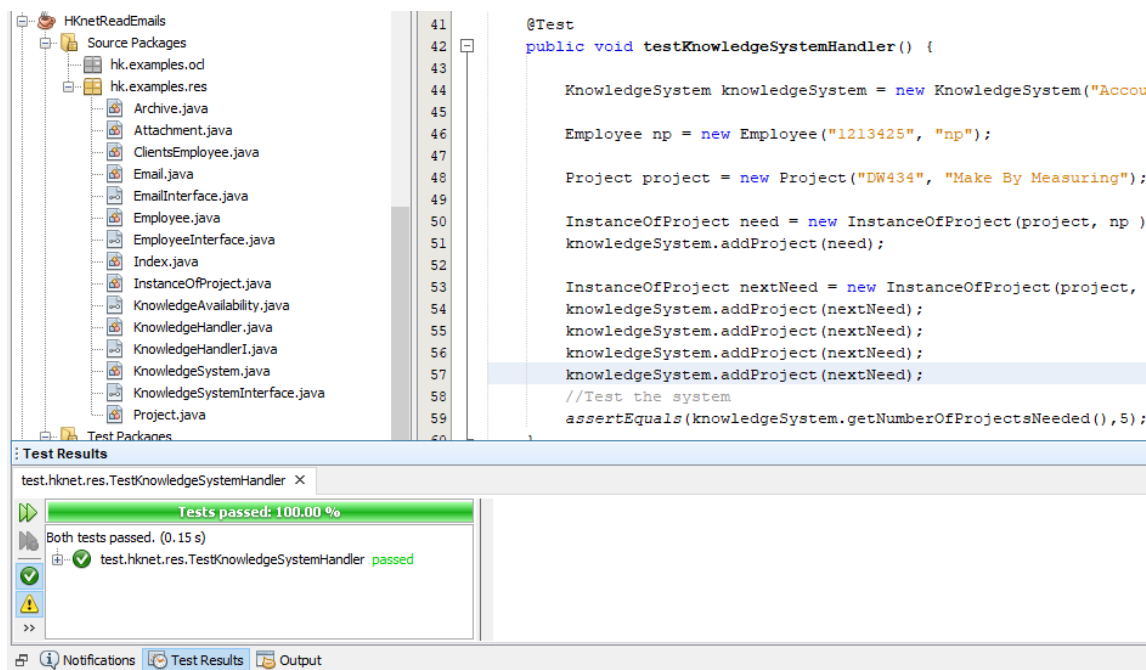 HKnetReadEmails
Source Packages
hk.examples.ocl
hk.examples.res
Archive.java
Attachment.java
ClientsEmployee.java
Email.java
EmailInterface.java
Employee.java
EmployeeInterface.java
Index.java
InstanceOfProject.java
KnowledgeAvailability.java
KnowledgeHandler.java
KnowledgeHandlerI.java
KnowledgeSystem.java
KnowledgeSystemInterface.java
Project.java
Test Packages
41 @Test
42 public void testKnowledgeSystemHandler() {
43
44 KnowledgeSystem knowledgeSystem = new KnowledgeSystem("Accou
45
46 Employee np = new Employee("1213425", "np");
47
48 Project project = new Project("DW434", "Make By Measuring");
49
50 InstanceOfProject need = new InstanceOfProject(project, np )
51 knowledgeSystem.addProject(need);
52
53 InstanceOfProject nextNeed = new InstanceOfProject(project,
54 knowledgeSystem.addProject(nextNeed);
55 knowledgeSystem.addProject(nextNeed);
56 knowledgeSystem.addProject(nextNeed);
57 knowledgeSystem.addProject(nextNeed);
58 //Test the system
59 assertEquals(knowledgeSystem.getNumberOfProjectsNeeded(),5);
60 }
Test Results
test.hknet.res.TestKnowledgeSystemHandler ×
Tests passed: 100.00 %
Both tests passed. (0.15 s)
test.hknet.res.TestKnowledgeSystemHandler passed
>>
Notifications Test Results Output